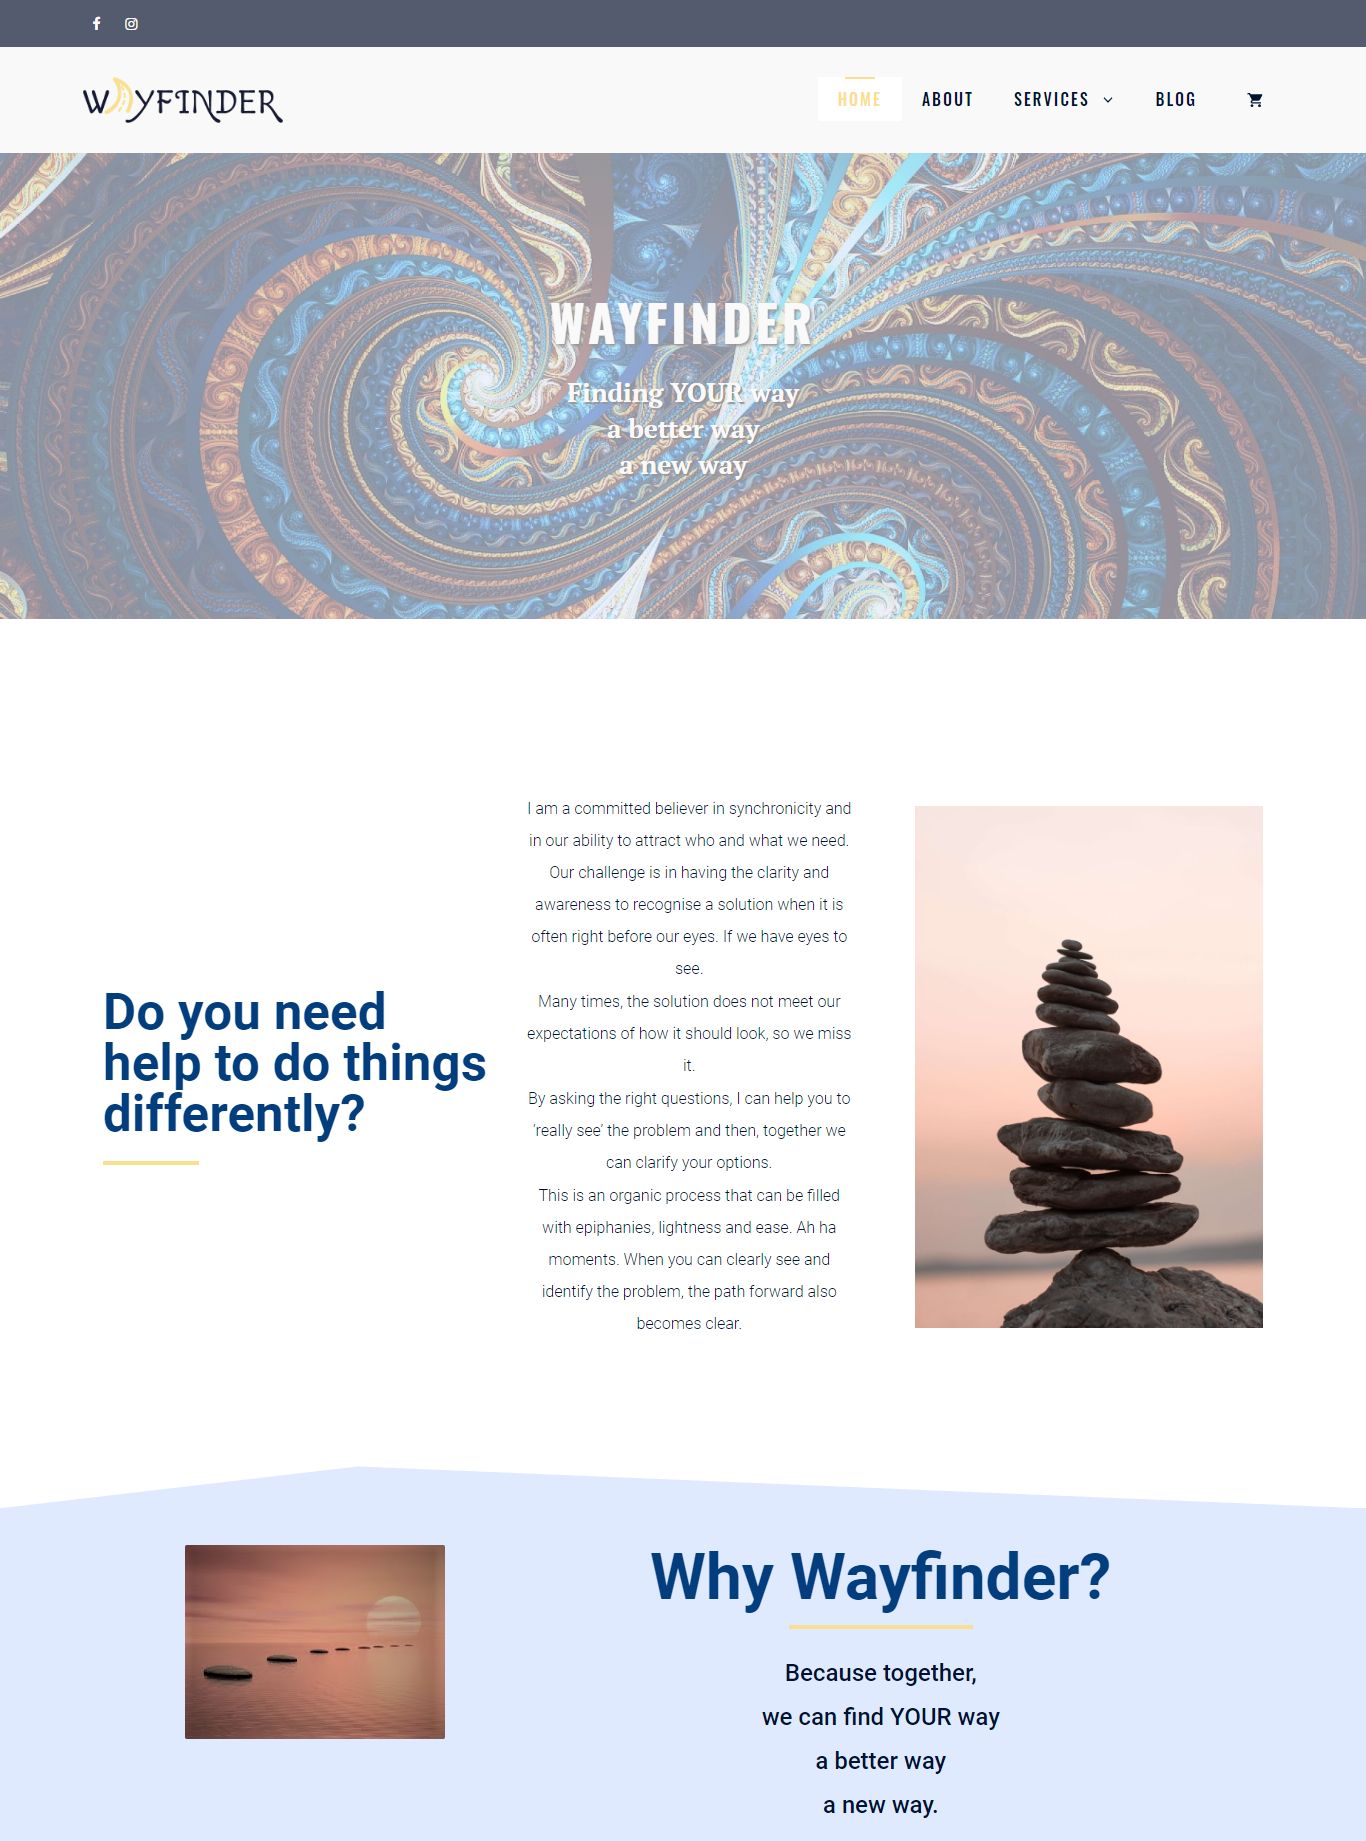 WAYFINDER
HOME
ABOUT
SERVICES
BLOG
WAYFINDER
Finding YOUR way
a better way
a new way
Do you need
help to do things
differently?
I am a committed believer in synchronicity and
in our ability to attract who and what we need.
Our challenge is in having the clarity and
awareness to recognise a solution when it is
often right before our eyes. If we have eyes to
see.
Many times, the solution does not meet our
expectations of how it should look, so we miss
it.
By asking the right questions, I can help you to
‘really see’ the problem and then, together we
can clarify your options.
This is an organic process that can be filled
with epiphanies, lightness and ease. Ah ha
moments. When you can clearly see and
identify the problem, the path forward also
becomes clear.
Why Wayfinder?
Because together,
we can find YOUR way
a better way
a new way.